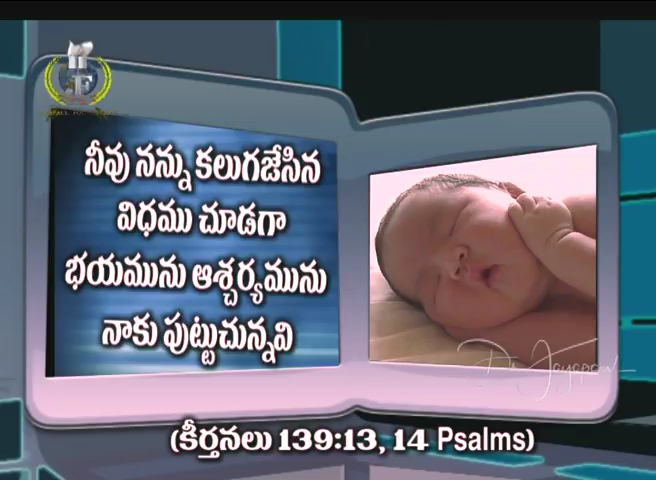 F
నీవు నన్ను కలుగజేసిన
విధము చూడగా
భయమును ఆశ్చర్యమును
నాకు పుట్టుచున్నవి
(కీర్తనలు 139:13, 14 Psalms)